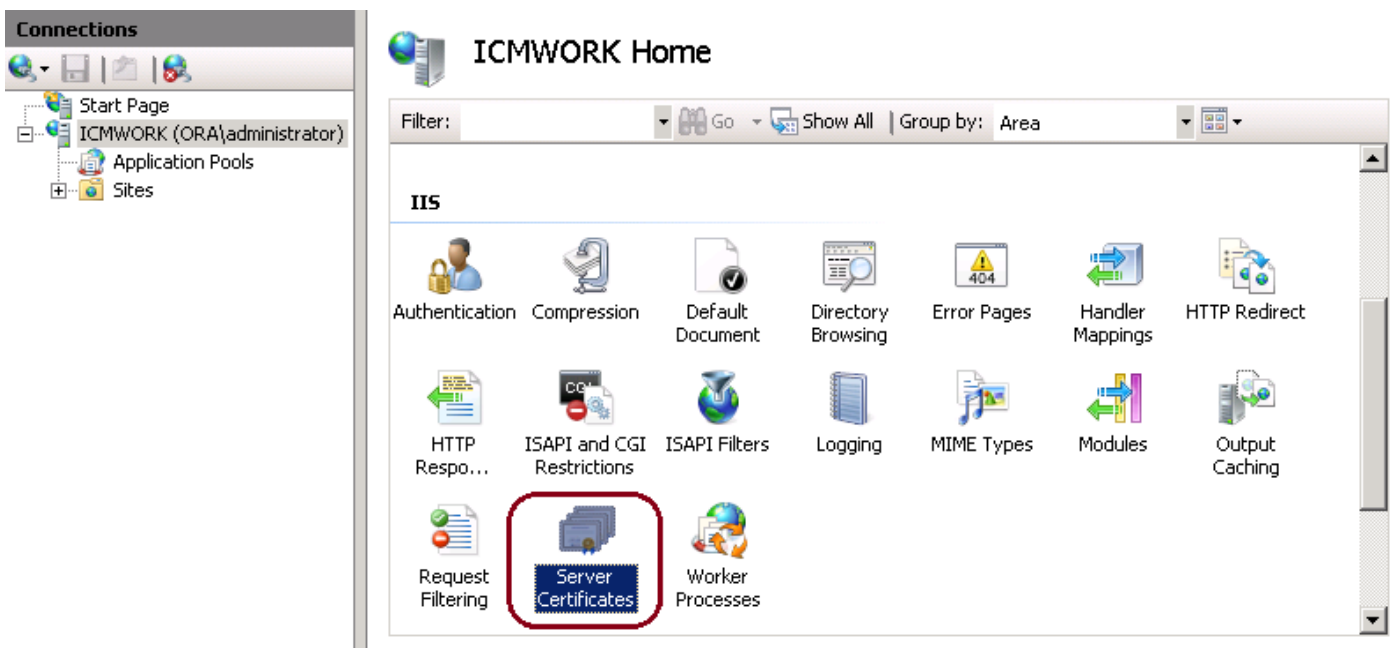 Connections
Start Page
ICMWORK (ORA\administrator)
Application Pools
Sites
ICMWORK Home
Filter:
Go
Show All
Group by: Area
IIS
Authentication
Compression
Default
Document
Directory
Browsing
404
Error Pages
Handler
Mappings
HTTP Redirect
HTTP
Respo...
CGI
ISAPI and CGI
Restrictions
ISAPI Filters
Logging
MIME Types
Modules
Output
Caching
Request
Filtering
Server
Certificates
Worker
Processes